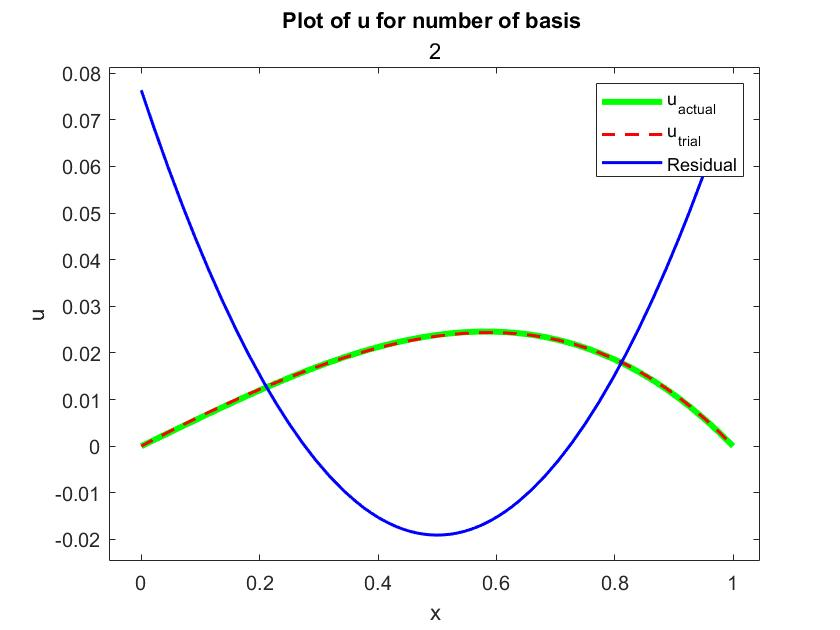 Plot of u for number of basis
2
0.08
0.07
0.06
0.05
0.04
0.03
0.02
0.01
0
-0.01
-0.02
u
u_actual
u_trial
Residual
0 0.2 0.4 0.6 0.8 1
x